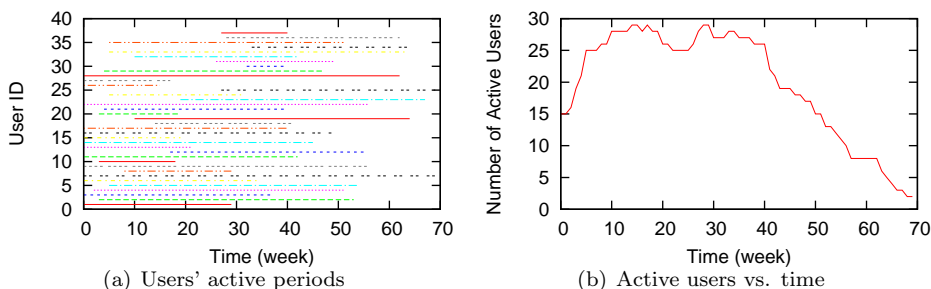 40
35
30
25
20
15
10
5
0
User ID
0 10 20 30 40 50 60 70
Time (week)
(a) Users' active periods
30
25
20
15
10
5
0
Number of Active Users
0 10 20 30 40 50 60 70
Time (week)
(b) Active users vs. time